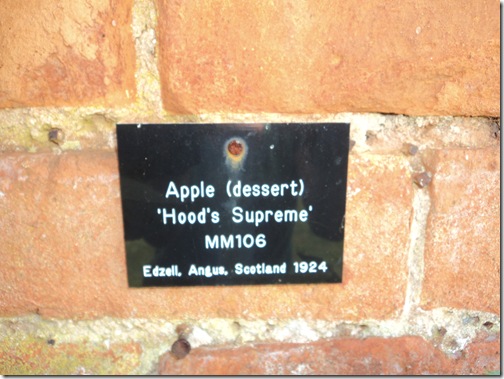 Apple (dessert)
'Hood's Supreme'
MM106
Edzell, Angus, Scotland 1924